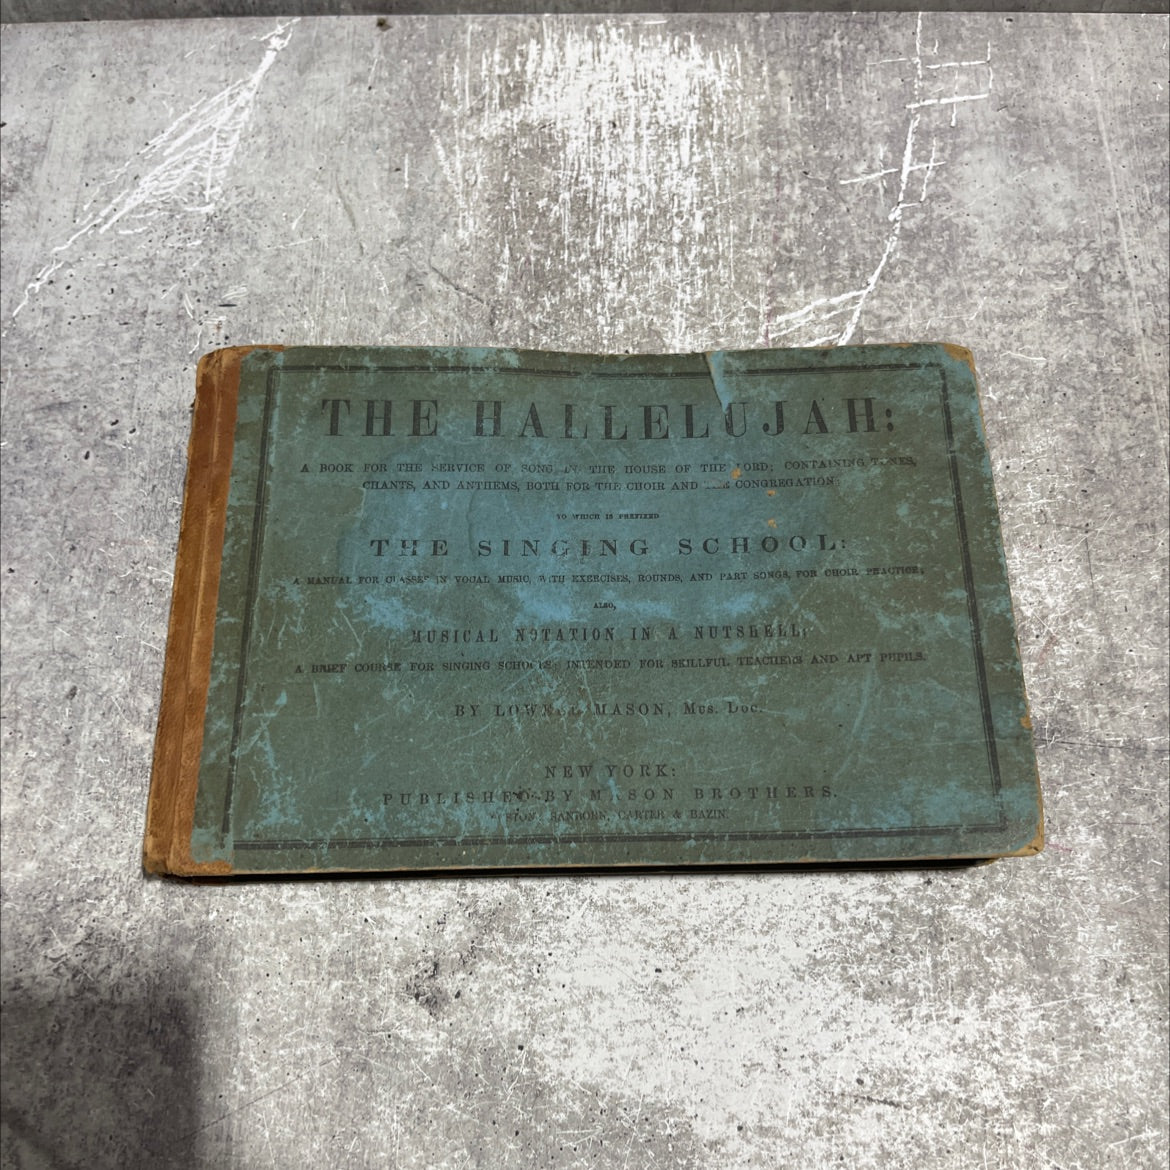 THE HALLELUJAH:
A BOOK FOR THE SERVICE OF SONG IN THE HOUSE OF THE LORD; CONTAINING TUNES,
CHANTS, AND ANTHEMS, BOTH FOR THE CHOIR AND THE CONGREGATION;
TO WHICH IS PREFIXED
THE SINGING SCHOOL:
A MANUAL FOR CLASSES IN VOCAL MUSIC, WITH EXERCISES, ROUNDS, AND PART SONGS, FOR CHOIR PRACTICE;
ALSO,
MUSICAL NOTATION IN A NUTSHELL:
A BRIEF COURSE FOR SINGING SCHOOLS; INTENDED FOR SKILLFUL TEACHERS AND APT PUPILS.
BY LOWELL MASON, Mus. Doc.
NEW YORK:
PUBLISHED BY MASON BROTHERS.
SANBORN, CARTER & BAZIN.